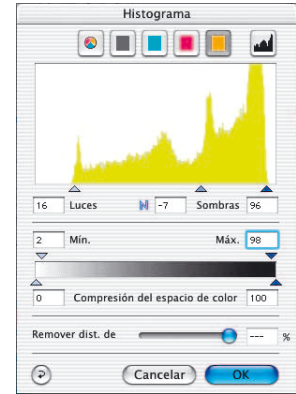 Histograma
16 Luces -7 Sombras 96
2 Mín. Máx. 98
0 Compresión del espacio de color 100
Remover dist. de --- %
Cancelar OK